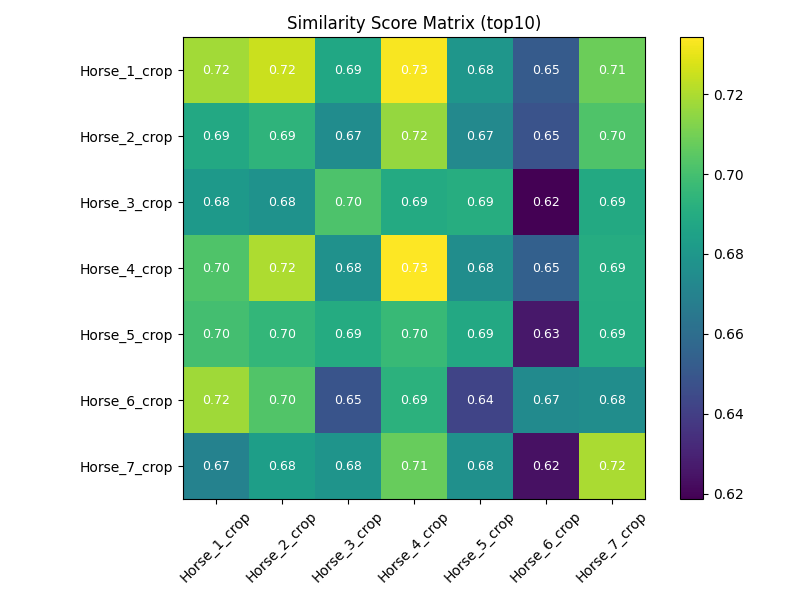 Similarity Score Matrix (top10)
Horse_1_crop 0.72 0.72 0.69 0.73 0.68 0.65 0.71
Horse_2_crop 0.69 0.69 0.67 0.72 0.67 0.65 0.70
Horse_3_crop 0.68 0.68 0.70 0.69 0.69 0.62 0.69
Horse_4_crop 0.70 0.72 0.68 0.73 0.68 0.65 0.69
Horse_5_crop 0.70 0.70 0.69 0.70 0.69 0.63 0.69
Horse_6_crop 0.72 0.70 0.65 0.69 0.64 0.67 0.68
Horse_7_crop 0.67 0.68 0.68 0.71 0.68 0.62 0.72
Horse_1_crop Horse_2_crop Horse_3_crop Horse_4_crop Horse_5_crop Horse_6_crop Horse_7_crop
0.72
0.70
0.68
0.66
0.64
0.62